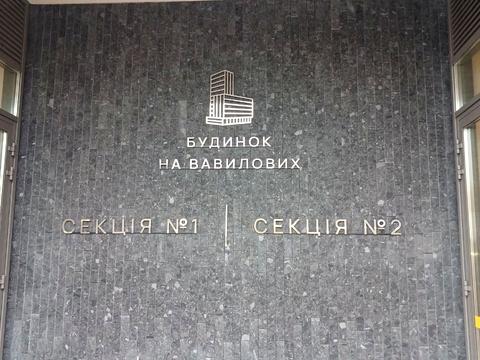 БУДИНОК
НА ВАВИЛОВИХ
СЕКЦІЯ №1 | СЕКЦІЯ №2